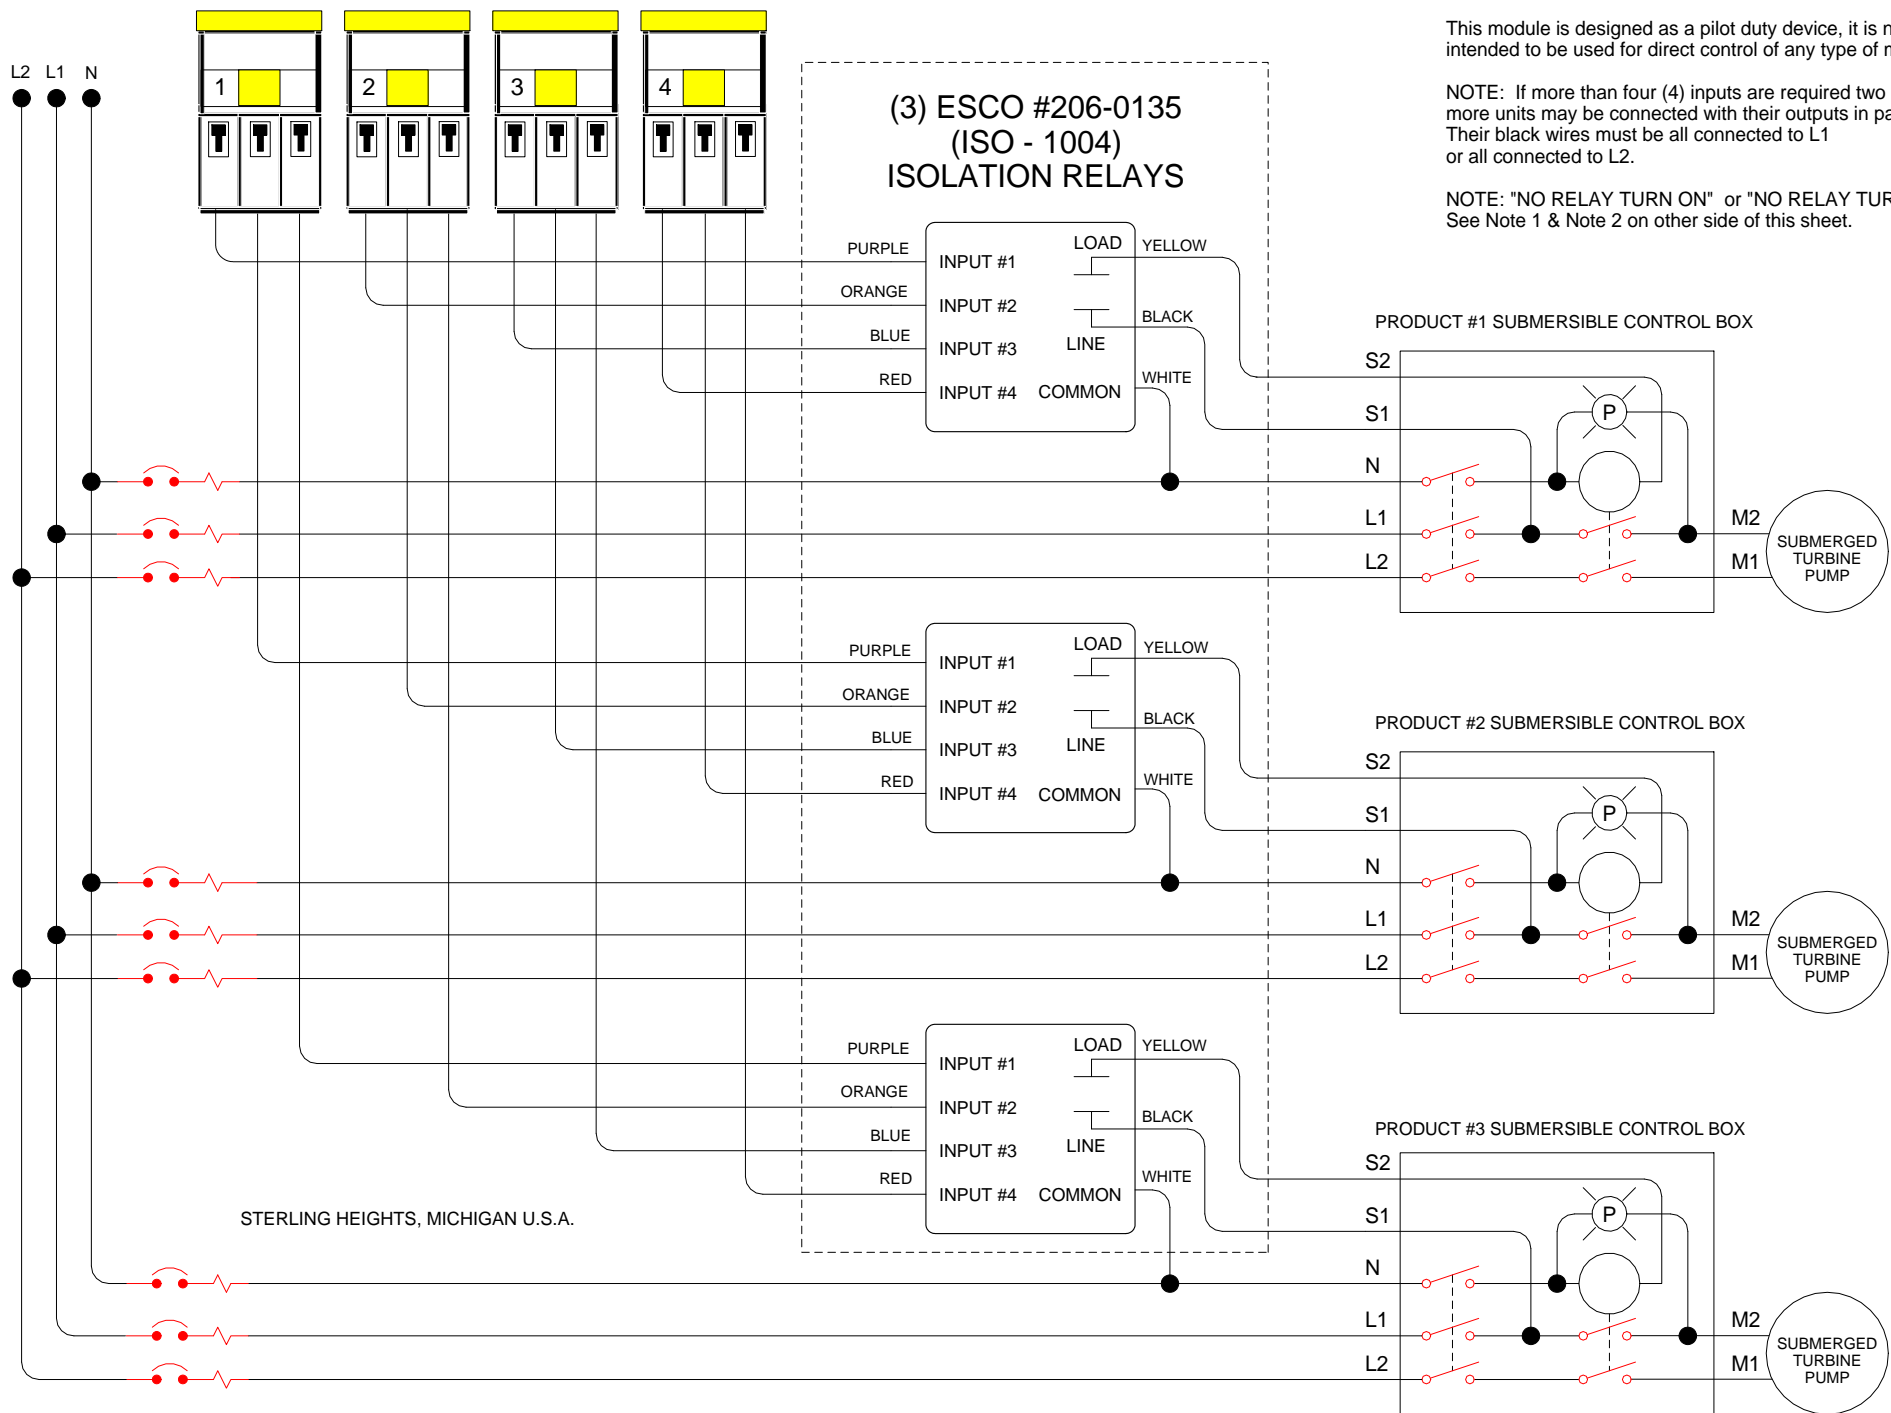 This module is designed as a pilot duty device, it is
intended to be used for direct control of any type of
NOTE: If more than four (4) inputs are required two
more units may be connected with their outputs in
Their black wires must be all connected to L1
or all connected to L2.
NOTE: "NO RELAY TURN ON" or "NO RELAY
See Note 1 & Note 2 on other side of this sheet.
L2 L1 N
1 2 3 4
(3) ESCO #206-0135
(ISO - 1004)
ISOLATION RELAYS
PURPLE INPUT #1 LOAD YELLOW
ORANGE INPUT #2
BLACK
BLUE INPUT #3 LINE
WHITE
RED INPUT #4 COMMON
PRODUCT #1 SUBMERSIBLE CONTROL BOX
S2
S1
P
N
L1
L2
M2
M1
SUBMERGED
TURBINE
PUMP
PURPLE INPUT #1 LOAD YELLOW
ORANGE INPUT #2
BLACK
BLUE INPUT #3 LINE
WHITE
RED INPUT #4 COMMON
PRODUCT #2 SUBMERSIBLE CONTROL BOX
S2
S1
P
N
L1
L2
M2
M1
SUBMERGED
TURBINE
PUMP
PURPLE INPUT #1 LOAD YELLOW
ORANGE INPUT #2
BLACK
BLUE INPUT #3 LINE
WHITE
RED INPUT #4 COMMON
PRODUCT #3 SUBMERSIBLE CONTROL BOX
S2
S1
P
N
L1
L2
M2
M1
SUBMERGED
TURBINE
PUMP
STERLING HEIGHTS, MICHIGAN U.S.A.